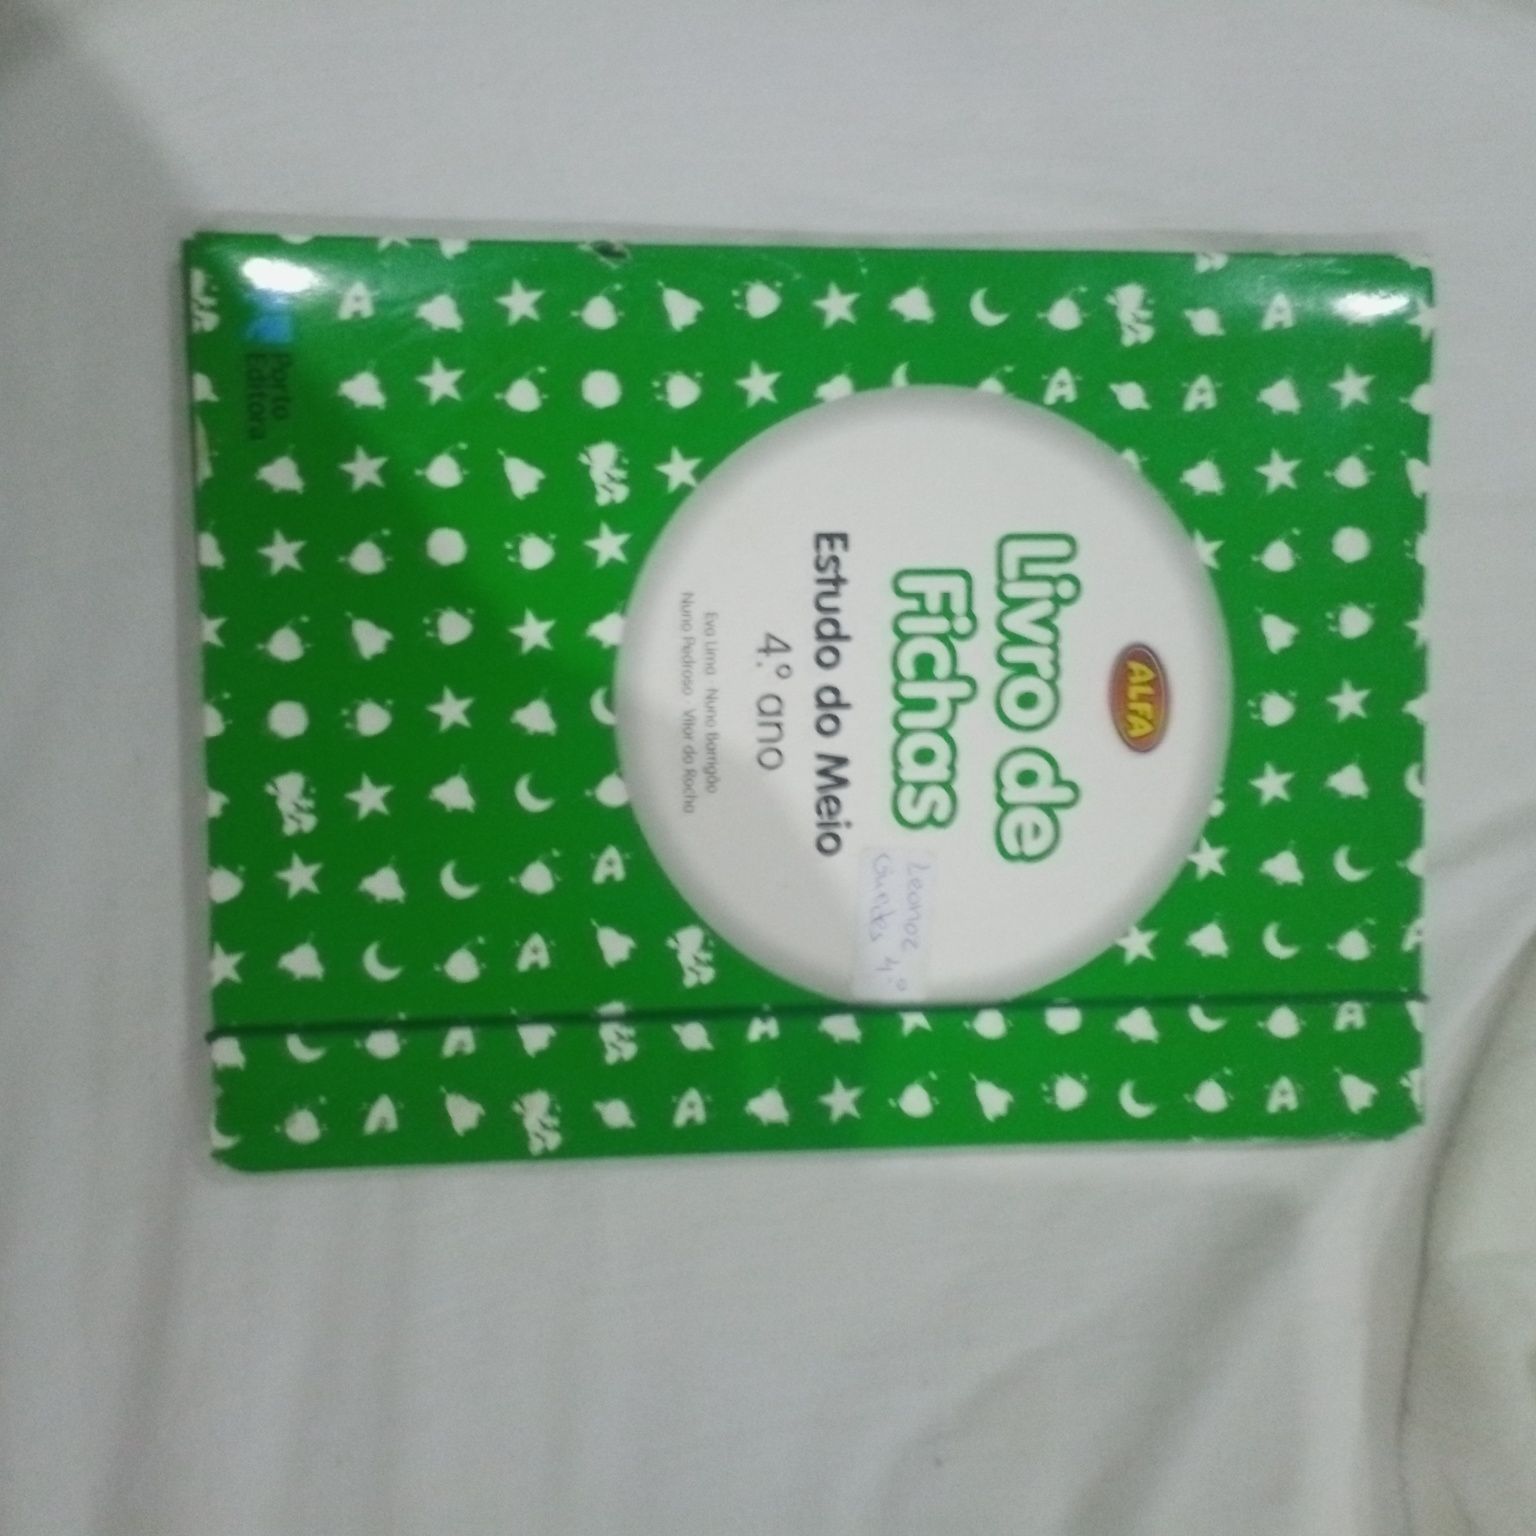 ALFA
Livro de
Fichas
Estudo do Meio
4.º ano
Eva Lima · Nuno Barrigão
Nuno Pedroso · Vítor da Rocha
Leonor
Guedes 4.º
Porto
Editora